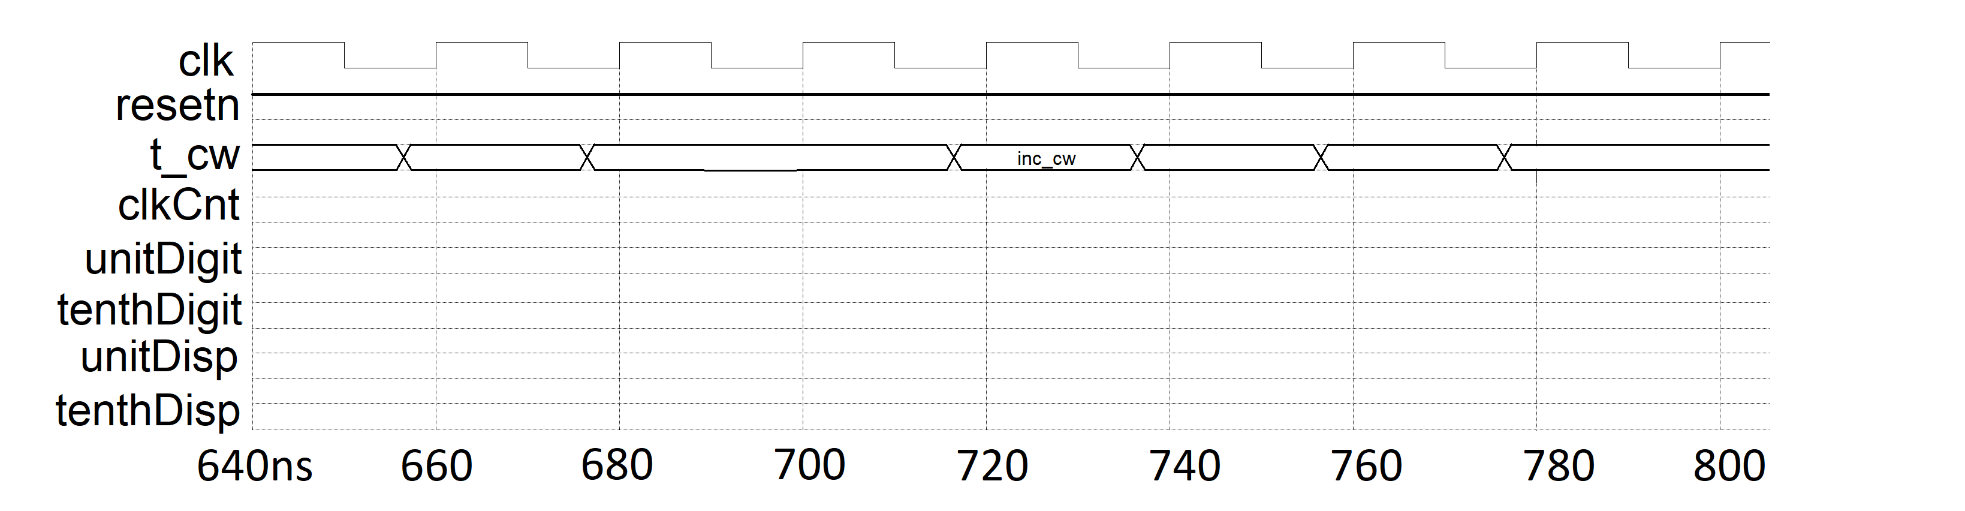 clk
resetn
t_cw
inc_cw
clkCnt
unitDigit
tenthDigit
unitDisp
tenthDisp
640ns 660 680 700 720 740 760 780 800